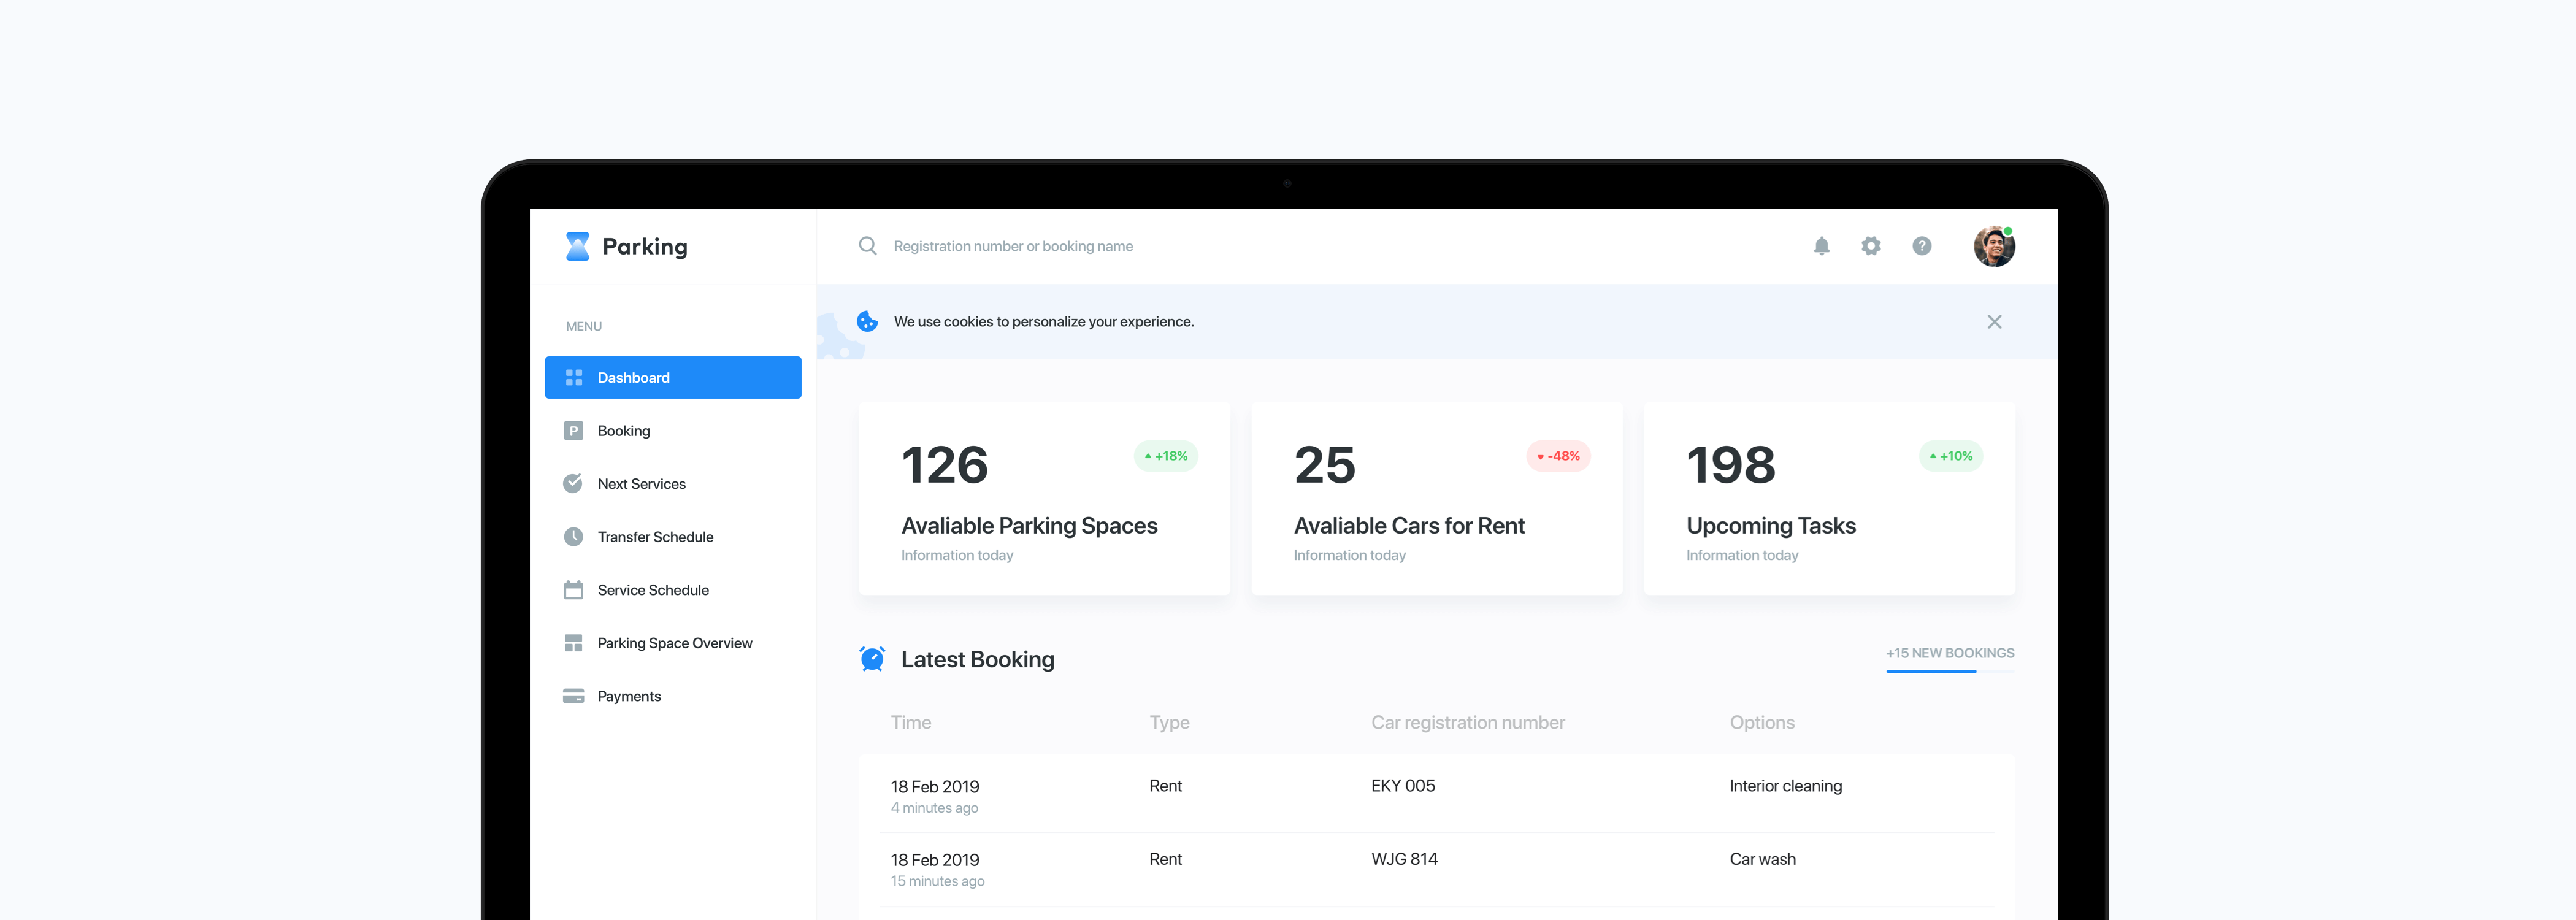 Parking
Registration number or booking name
MENU
We use cookies to personalize your experience.
Dashboard
Booking
Next Services
Transfer Schedule
Service Schedule
Parking Space Overview
Payments
126
+18%
Avaliable Parking Spaces
Information today
25
-48%
Avaliable Cars for Rent
Information today
198
+10%
Upcoming Tasks
Information today
Latest Booking
+15 NEW BOOKINGS
Time Type Car registration number Options
18 Feb 2019 Rent EKY 005 Interior cleaning
4 minutes ago
18 Feb 2019 Rent WJG 814 Car wash
15 minutes ago